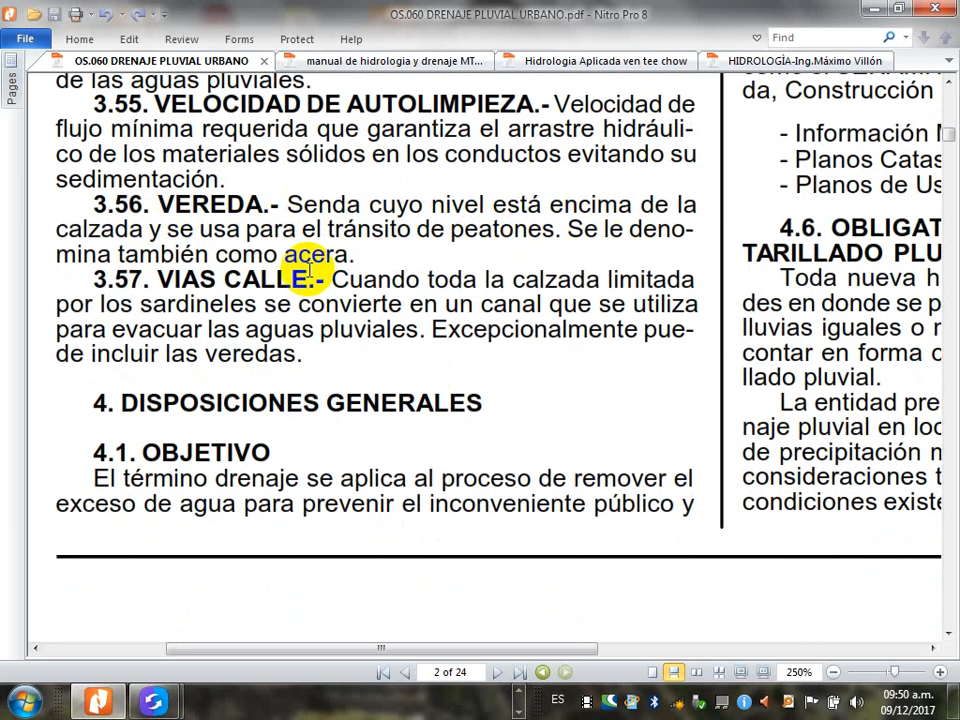 OS.060 DRENAJE PLUVIAL URBANO.pdf - Nitro Pro 8
File Home Edit Review Forms Protect Help Find
OS.060 DRENAJE PLUVIAL URBANO manual de hidrologia y drenaje MT... Hidrologia Aplicada ven tee chow HIDROLOGÍA-Ing.Máximo Villón
Pages
de las aguas pluviales.
3.55. VELOCIDAD DE AUTOLIMPIEZA.- Velocidad de
flujo mínima requerida que garantiza el arrastre hidráuli-
co de los materiales sólidos en los conductos evitando su
sedimentación.
3.56. VEREDA.- Senda cuyo nivel está encima de la
calzada y se usa para el tránsito de peatones. Se le deno-
mina también como acera.
3.57. VIAS CALLE.- Cuando toda la calzada limitada
por los sardineles se convierte en un canal que se utiliza
para evacuar las aguas pluviales. Excepcionalmente pue-
de incluir las veredas.
4. DISPOSICIONES GENERALES
4.1. OBJETIVO
El término drenaje se aplica al proceso de remover el
exceso de agua para prevenir el inconveniente público y
da, Construcción
- Información
- Planos Catas
- Planos de Us
4.6. OBLIGAT
TARILLADO PLU
Toda nueva h
des en donde se p
lluvias iguales o
contar en forma
llado pluvial.
La entidad pre
naje pluvial en loc
de precipitación
consideraciones t
condiciones existe
2 of 24 250%
ES 09:50 a.m.
09/12/2017